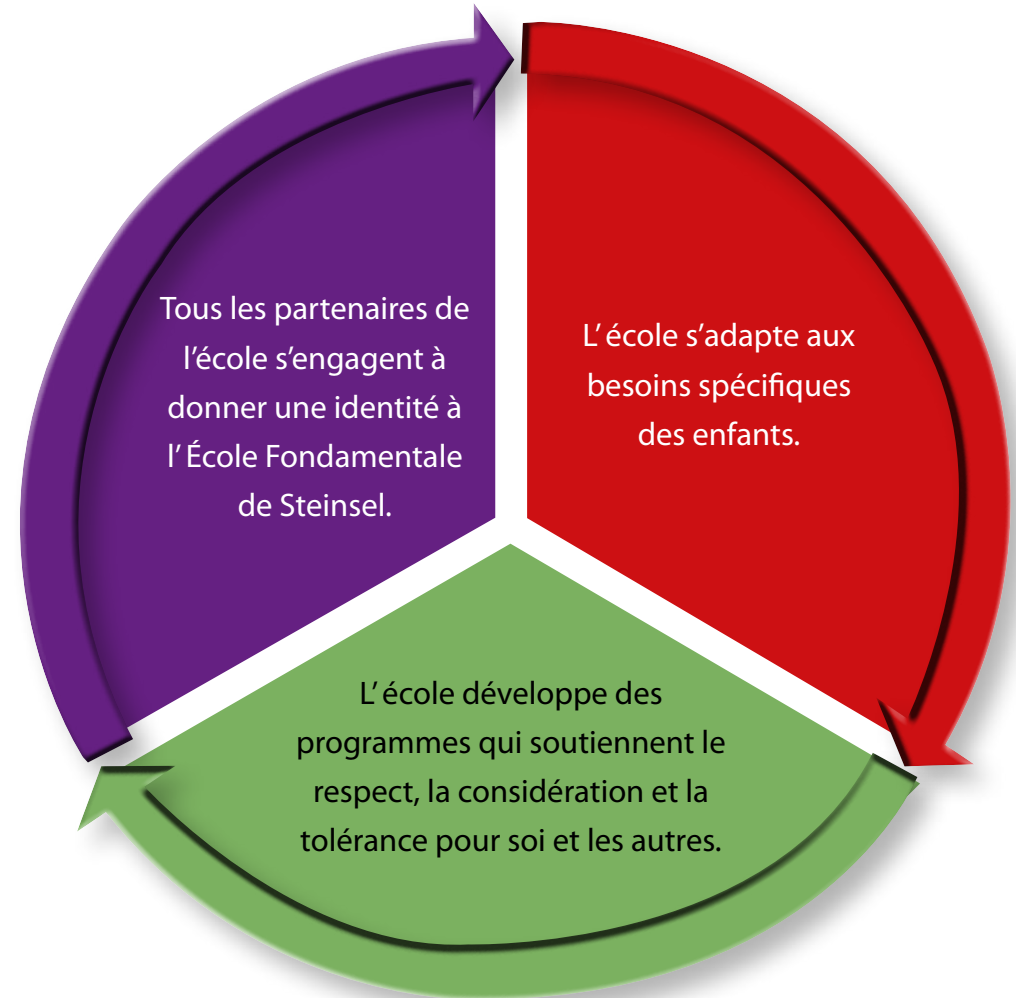 Tous les partenaires de
l'école s'engagent à
donner une identité à
l' École Fondamentale
de Steinsel.
L' école s'adapte aux
besoins spécifiques
des enfants.
L' école développe des
programmes qui soutiennent le
respect, la considération et la
tolérance pour soi et les autres.